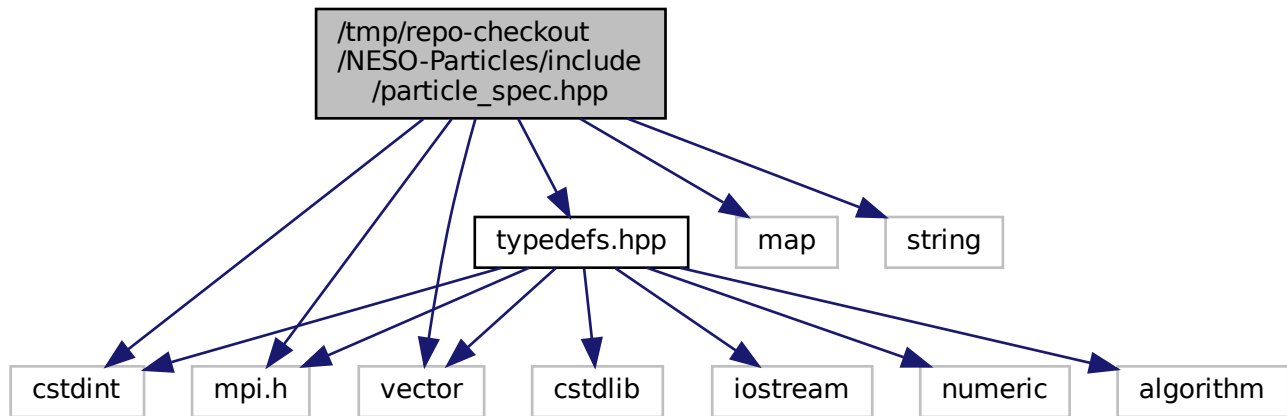 /tmp/repo-checkout
/NESO-Particles/include
/particle_spec.hpp
typedefs.hpp
map
string
cstdint
mpi.h
vector
cstdlib
iostream
numeric
algorithm